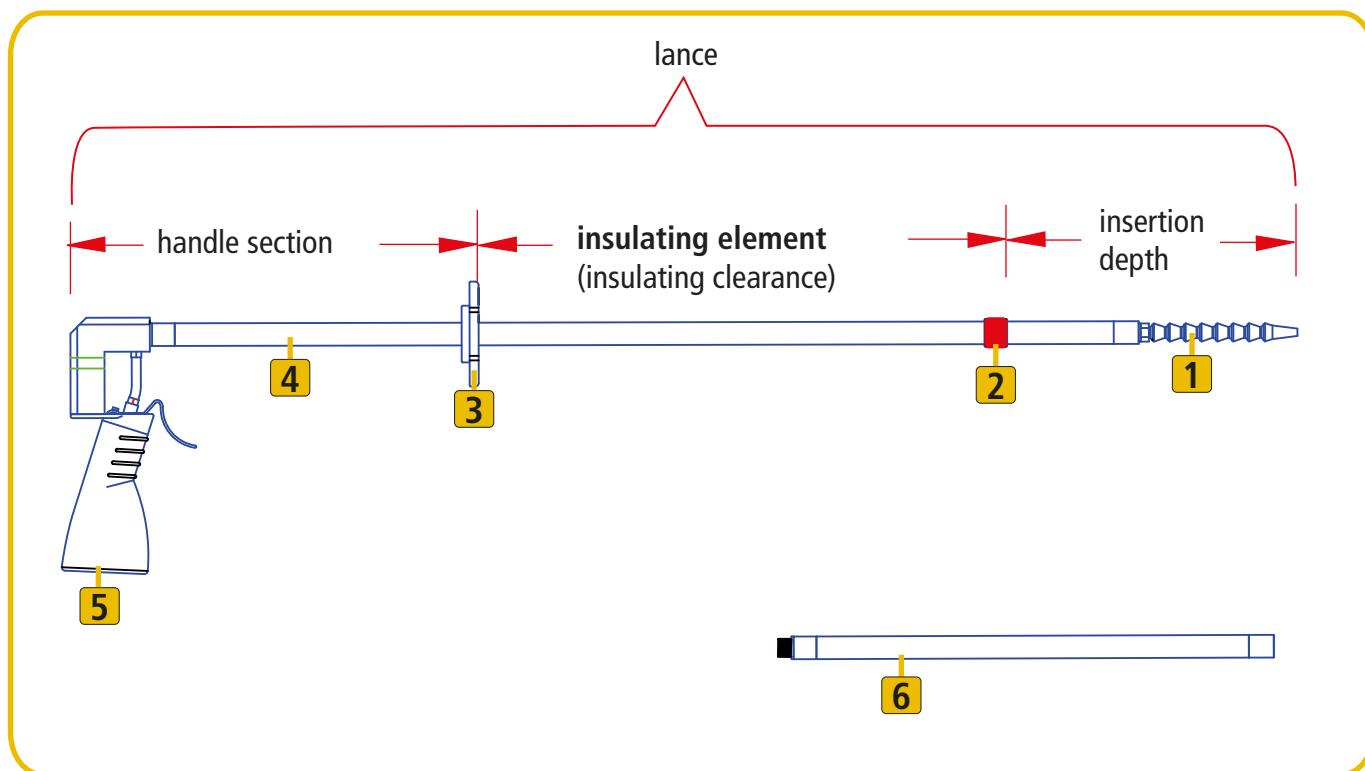 lance
handle section
insulating element
(insulating clearance)
insertion
depth
4
3
2
1
5
6